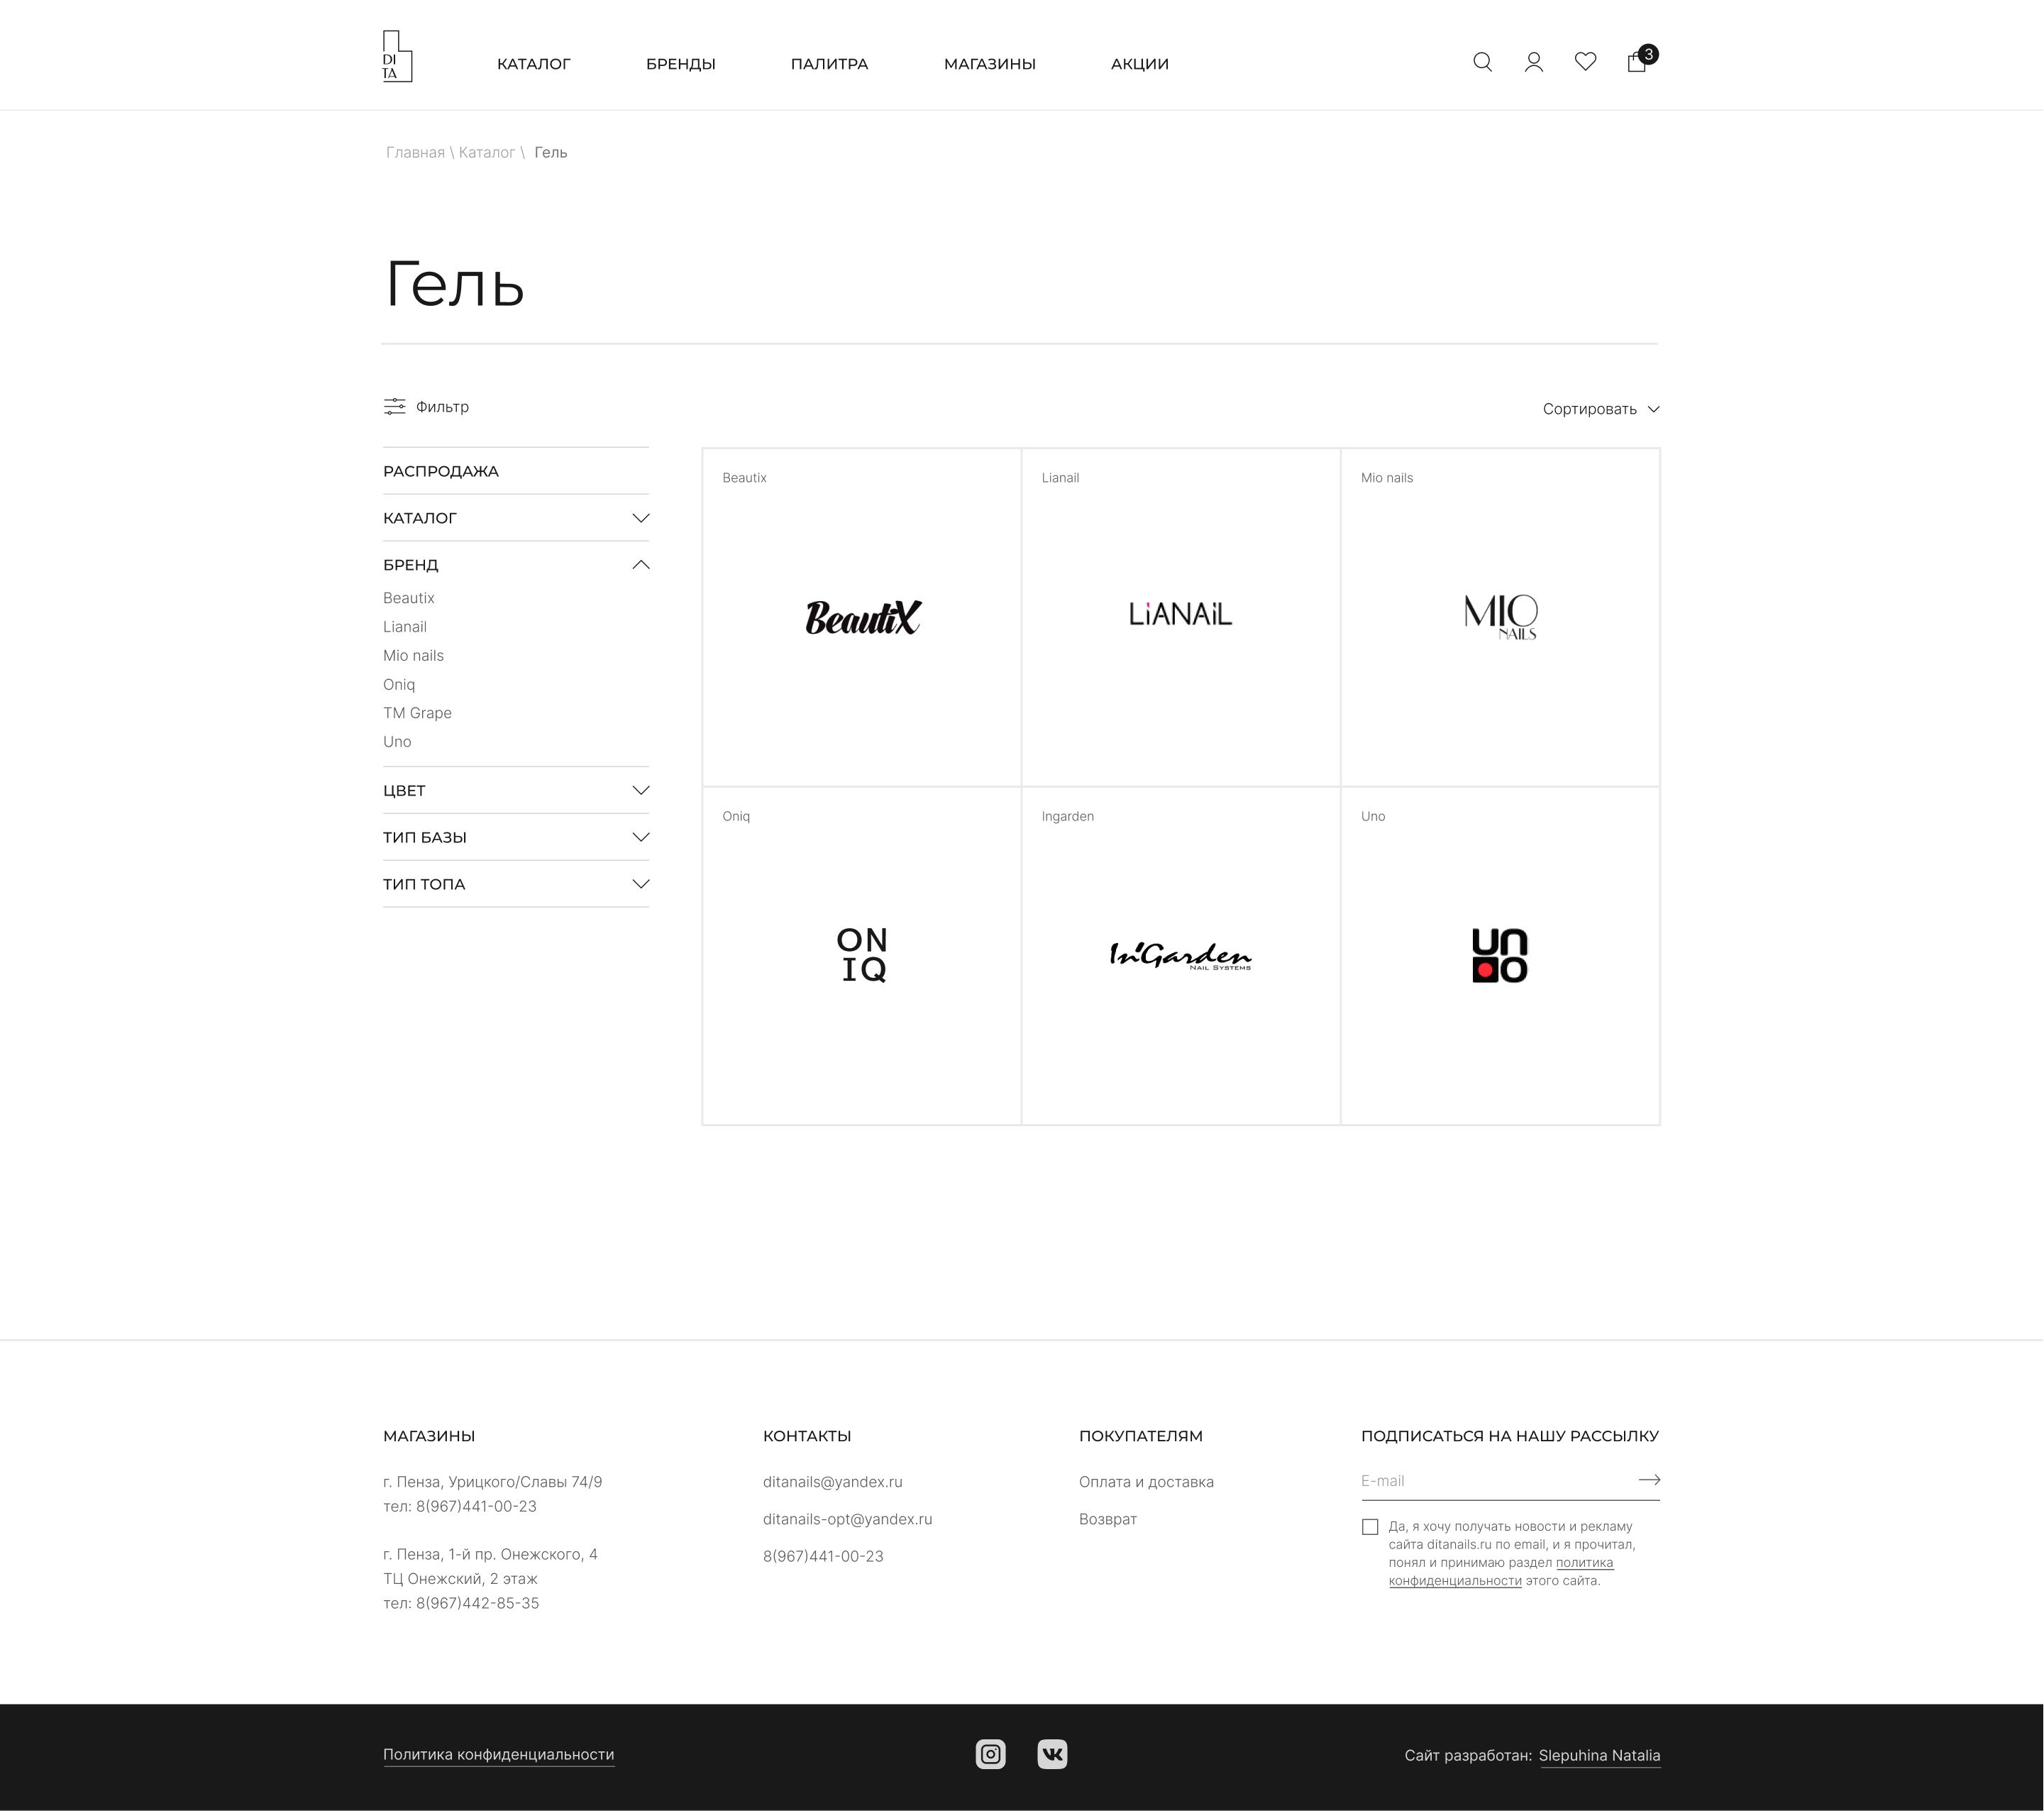 DI
TA
КАТАЛОГ
БРЕНДЫ
ПАЛИТРА
МАГАЗИНЫ
АКЦИИ
3
Главная \ Каталог \ Гель
Гель
Фильтр
Сортировать
РАСПРОДАЖА
КАТАЛОГ
БРЕНД
Beautix
Lianail
Mio nails
Oniq
TM Grape
Uno
ЦВЕТ
ТИП БАЗЫ
ТИП ТОПА
Beautix
BeautiX
Lianail
LiANAiL
Mio nails
MIO
NAILS
Oniq
ON
IQ
Ingarden
In'Garden
NAIL SYSTEMS
Uno
UNO
МАГАЗИНЫ
г. Пенза, Урицкого/Славы 74/9
тел: 8(967)441-00-23
г. Пенза, 1-й пр. Онежского, 4
ТЦ Онежский, 2 этаж
тел: 8(967)442-85-35
КОНТАКТЫ
ditanails@yandex.ru
ditanails-opt@yandex.ru
8(967)441-00-23
ПОКУПАТЕЛЯМ
Оплата и доставка
Возврат
ПОДПИСАТЬСЯ НА НАШУ РАССЫЛКУ
E-mail
Да, я хочу получать новости и рекламу
сайта ditanails.ru по email, и я прочитал,
понял и принимаю раздел политика
конфиденциальности этого сайта.
Политика конфиденциальности
Сайт разработан: Slepuhina Natalia